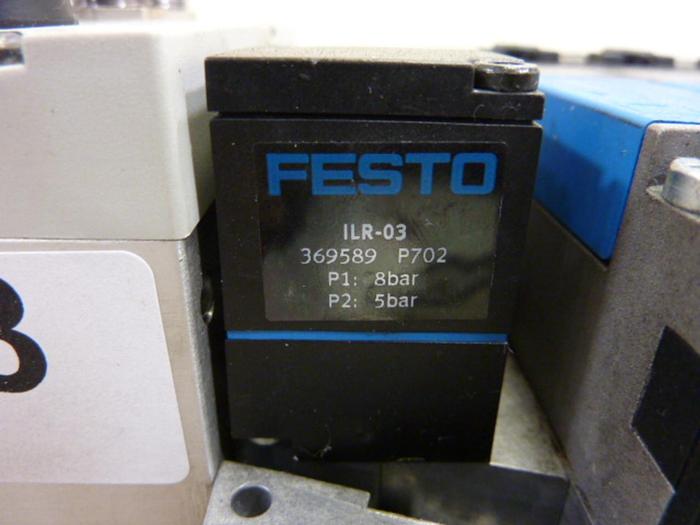 FESTO
ILR-03
369589 P702
P1: 8bar
P2: 5bar